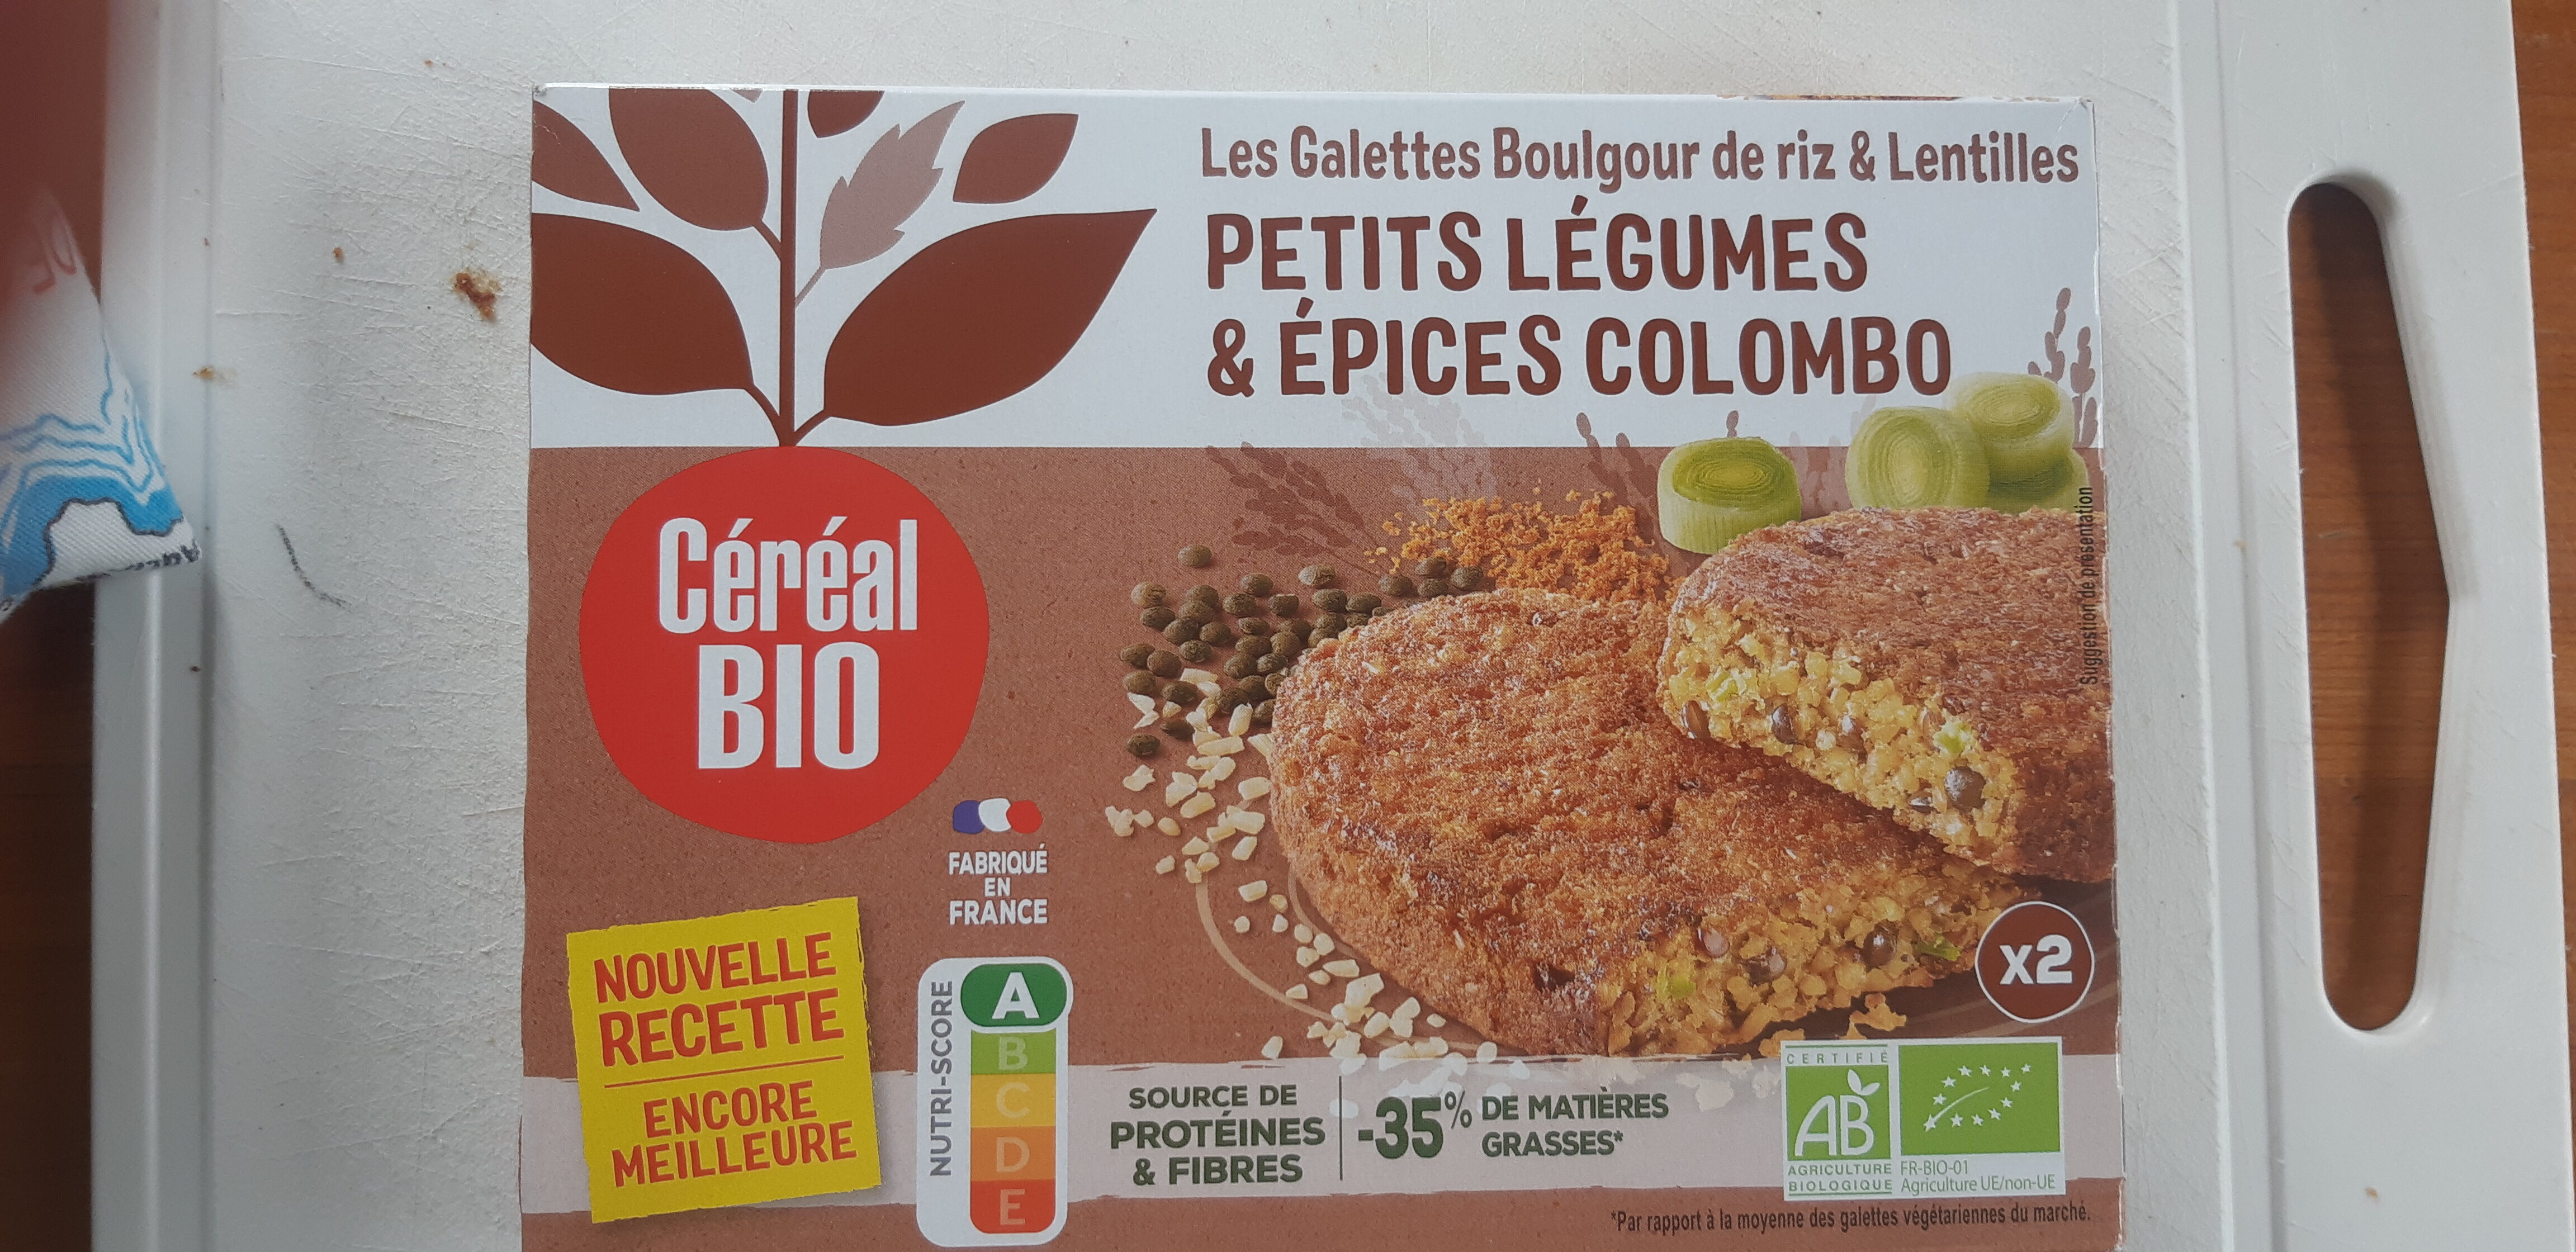 Les Galettes Boulgour de riz & Lentilles
PETITS LÉGUMES
& ÉPICES COLOMBO
Céréal
BIO
Suggestion de présentation
FABRIQUÉ
EN
FRANCE
x2
NOUVELLE
RECETTE
ENCORE
MEILLEURE
NUTRI-SCORE
A
B
C
D
E
SOURCE DE
PROTÉINES
& FIBRES
-35% DE MATIÈRES
GRASSES*
CERTIFIÉ
AB
AGRICULTURE
BIOLOGIQUE
FR-BIO-01
Agriculture UE/non-UE
*Par rapport à la moyenne des galettes végétariennes du marché.